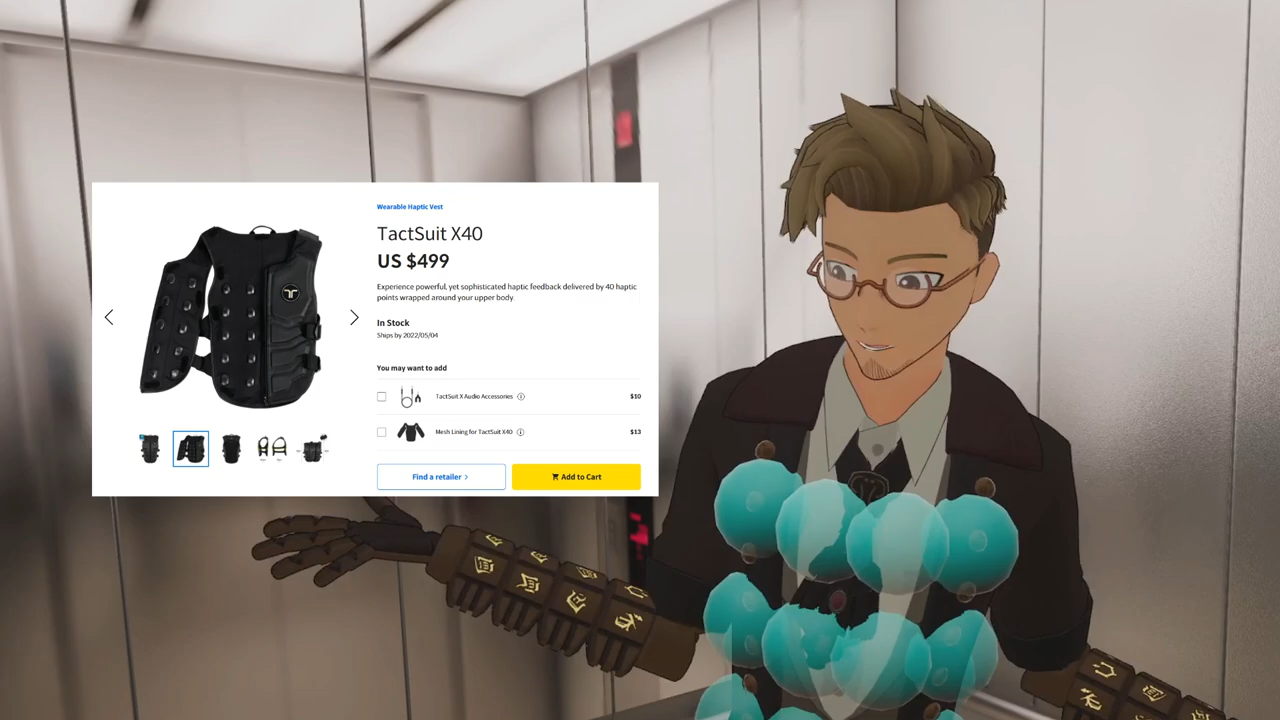 Wearable Haptic Vest
TactSuit X40
US $499
Experience powerful, yet sophisticated haptic feedback delivered by 40 haptic
points wrapped around your upper body.
In Stock
Ships by 2022/05/04
You may want to add
TactSuit X Audio Accessories $10
Mesh Lining for TactSuit X40 $13
Find a retailer
Add to Cart